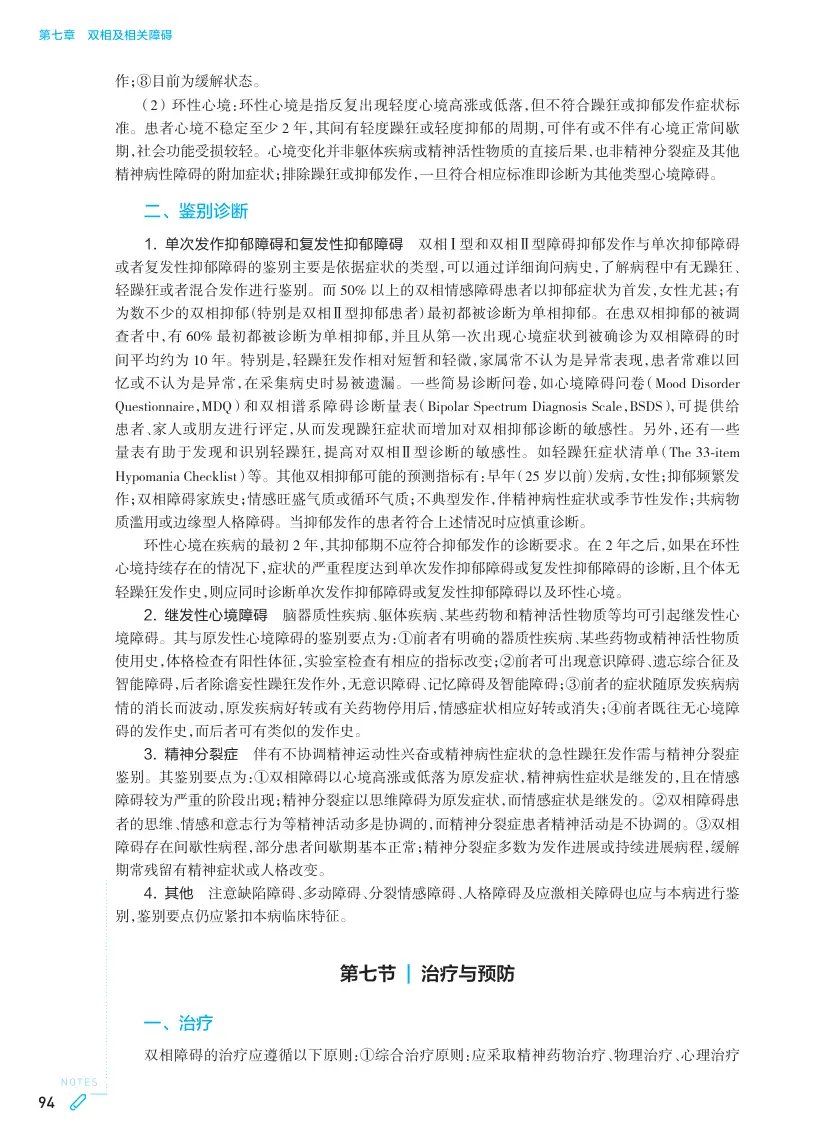 第七章 双相及相关障碍
作;⑧目前为缓解状态。
（2）环性心境:环性心境是指反复出现轻度心境高涨或低落,但不符合躁狂或抑郁发作症状标
准。患者心境不稳定至少 2 年,其间有轻度躁狂或轻度抑郁的周期,可伴有或不伴有心境正常间歇
期,社会功能受损较轻。心境变化并非躯体疾病或精神活性物质的直接后果,也非精神分裂症及其他
精神病性障碍的附加症状;排除躁狂或抑郁发作,一旦符合相应标准即诊断为其他类型心境障碍。
二、鉴别诊断
1. 单次发作抑郁障碍和复发性抑郁障碍 双相Ⅰ型和双相Ⅱ型障碍抑郁发作与单次抑郁障碍
或者复发性抑郁障碍的鉴别主要是依据症状的类型,可以通过详细询问病史,了解病程中有无躁狂、
轻躁狂或者混合发作进行鉴别。而 50% 以上的双相情感障碍患者以抑郁症状为首发,女性尤甚;有
为数不少的双相抑郁(特别是双相Ⅱ型抑郁患者)最初都被诊断为单相抑郁。在患双相抑郁的被调
查者中,有 60% 最初都被诊断为单相抑郁,并且从第一次出现心境症状到被确诊为双相障碍的时
间平均约为 10 年。特别是,轻躁狂发作相对短暂和轻微,家属常不认为是异常表现,患者常难以回
忆或不认为是异常,在采集病史时易被遗漏。一些简易诊断问卷,如心境障碍问卷(Mood Disorder
Questionnaire,MDQ)和双相谱系障碍诊断量表(Bipolar Spectrum Diagnosis Scale,BSDS),可提供给
患者、家人或朋友进行评定,从而发现躁狂症状而增加对双相抑郁诊断的敏感性。另外,还有一些
量表有助于发现和识别轻躁狂,提高对双相Ⅱ型诊断的敏感性。如轻躁狂症状清单(The 33-item
Hypomania Checklist)等。其他双相抑郁可能的预测指标有:早年(25 岁以前)发病,女性;抑郁频繁发
作;双相障碍家族史;情感旺盛气质或循环气质;不典型发作,伴精神病性症状或季节性发作;共病物
质滥用或边缘型人格障碍。当抑郁发作的患者符合上述情况时应慎重诊断。
环性心境在疾病的最初 2 年,其抑郁期不应符合抑郁发作的诊断要求。在 2 年之后,如果在环性
心境持续存在的情况下,症状的严重程度达到单次发作抑郁障碍或复发性抑郁障碍的诊断,且个体无
轻躁狂发作史,则应同时诊断单次发作抑郁障碍或复发性抑郁障碍以及环性心境。
2. 继发性心境障碍 脑器质性疾病、躯体疾病、某些药物和精神活性物质等均可引起继发性心
境障碍。其与原发性心境障碍的鉴别要点为:①前者有明确的器质性疾病、某些药物或精神活性物质
使用史,体格检查有阳性体征,实验室检查有相应的指标改变;②前者可出现意识障碍、遗忘综合征及
智能障碍,后者除谵妄性躁狂发作外,无意识障碍、记忆障碍及智能障碍;③前者的症状随原发疾病病
情的消长而波动,原发疾病好转或有关药物停用后,情感症状相应好转或消失;④前者既往无心境障
碍的发作史,而后者可有类似的发作史。
3. 精神分裂症 伴有不协调精神运动性兴奋或精神病性症状的急性躁狂发作需与精神分裂症
鉴别。其鉴别要点为:①双相障碍以心境高涨或低落为原发症状,精神病性症状是继发的,且在情感
障碍较为严重的阶段出现;精神分裂症以思维障碍为原发症状,而情感症状是继发的。②双相障碍患
者的思维、情感和意志行为等精神活动多是协调的,而精神分裂症患者精神活动是不协调的。③双相
障碍存在间歇性病程,部分患者间歇期基本正常;精神分裂症多数为发作进展或持续进展病程,缓解
期常残留有精神症状或人格改变。
4. 其他 注意缺陷障碍、多动障碍、分裂情感障碍、人格障碍及应激相关障碍也应与本病进行鉴
别,鉴别要点仍应紧扣本病临床特征。
第七节 | 治疗与预防
一、治疗
双相障碍的治疗应遵循以下原则:①综合治疗原则:应采取精神药物治疗、物理治疗、心理治疗
NOTES
94